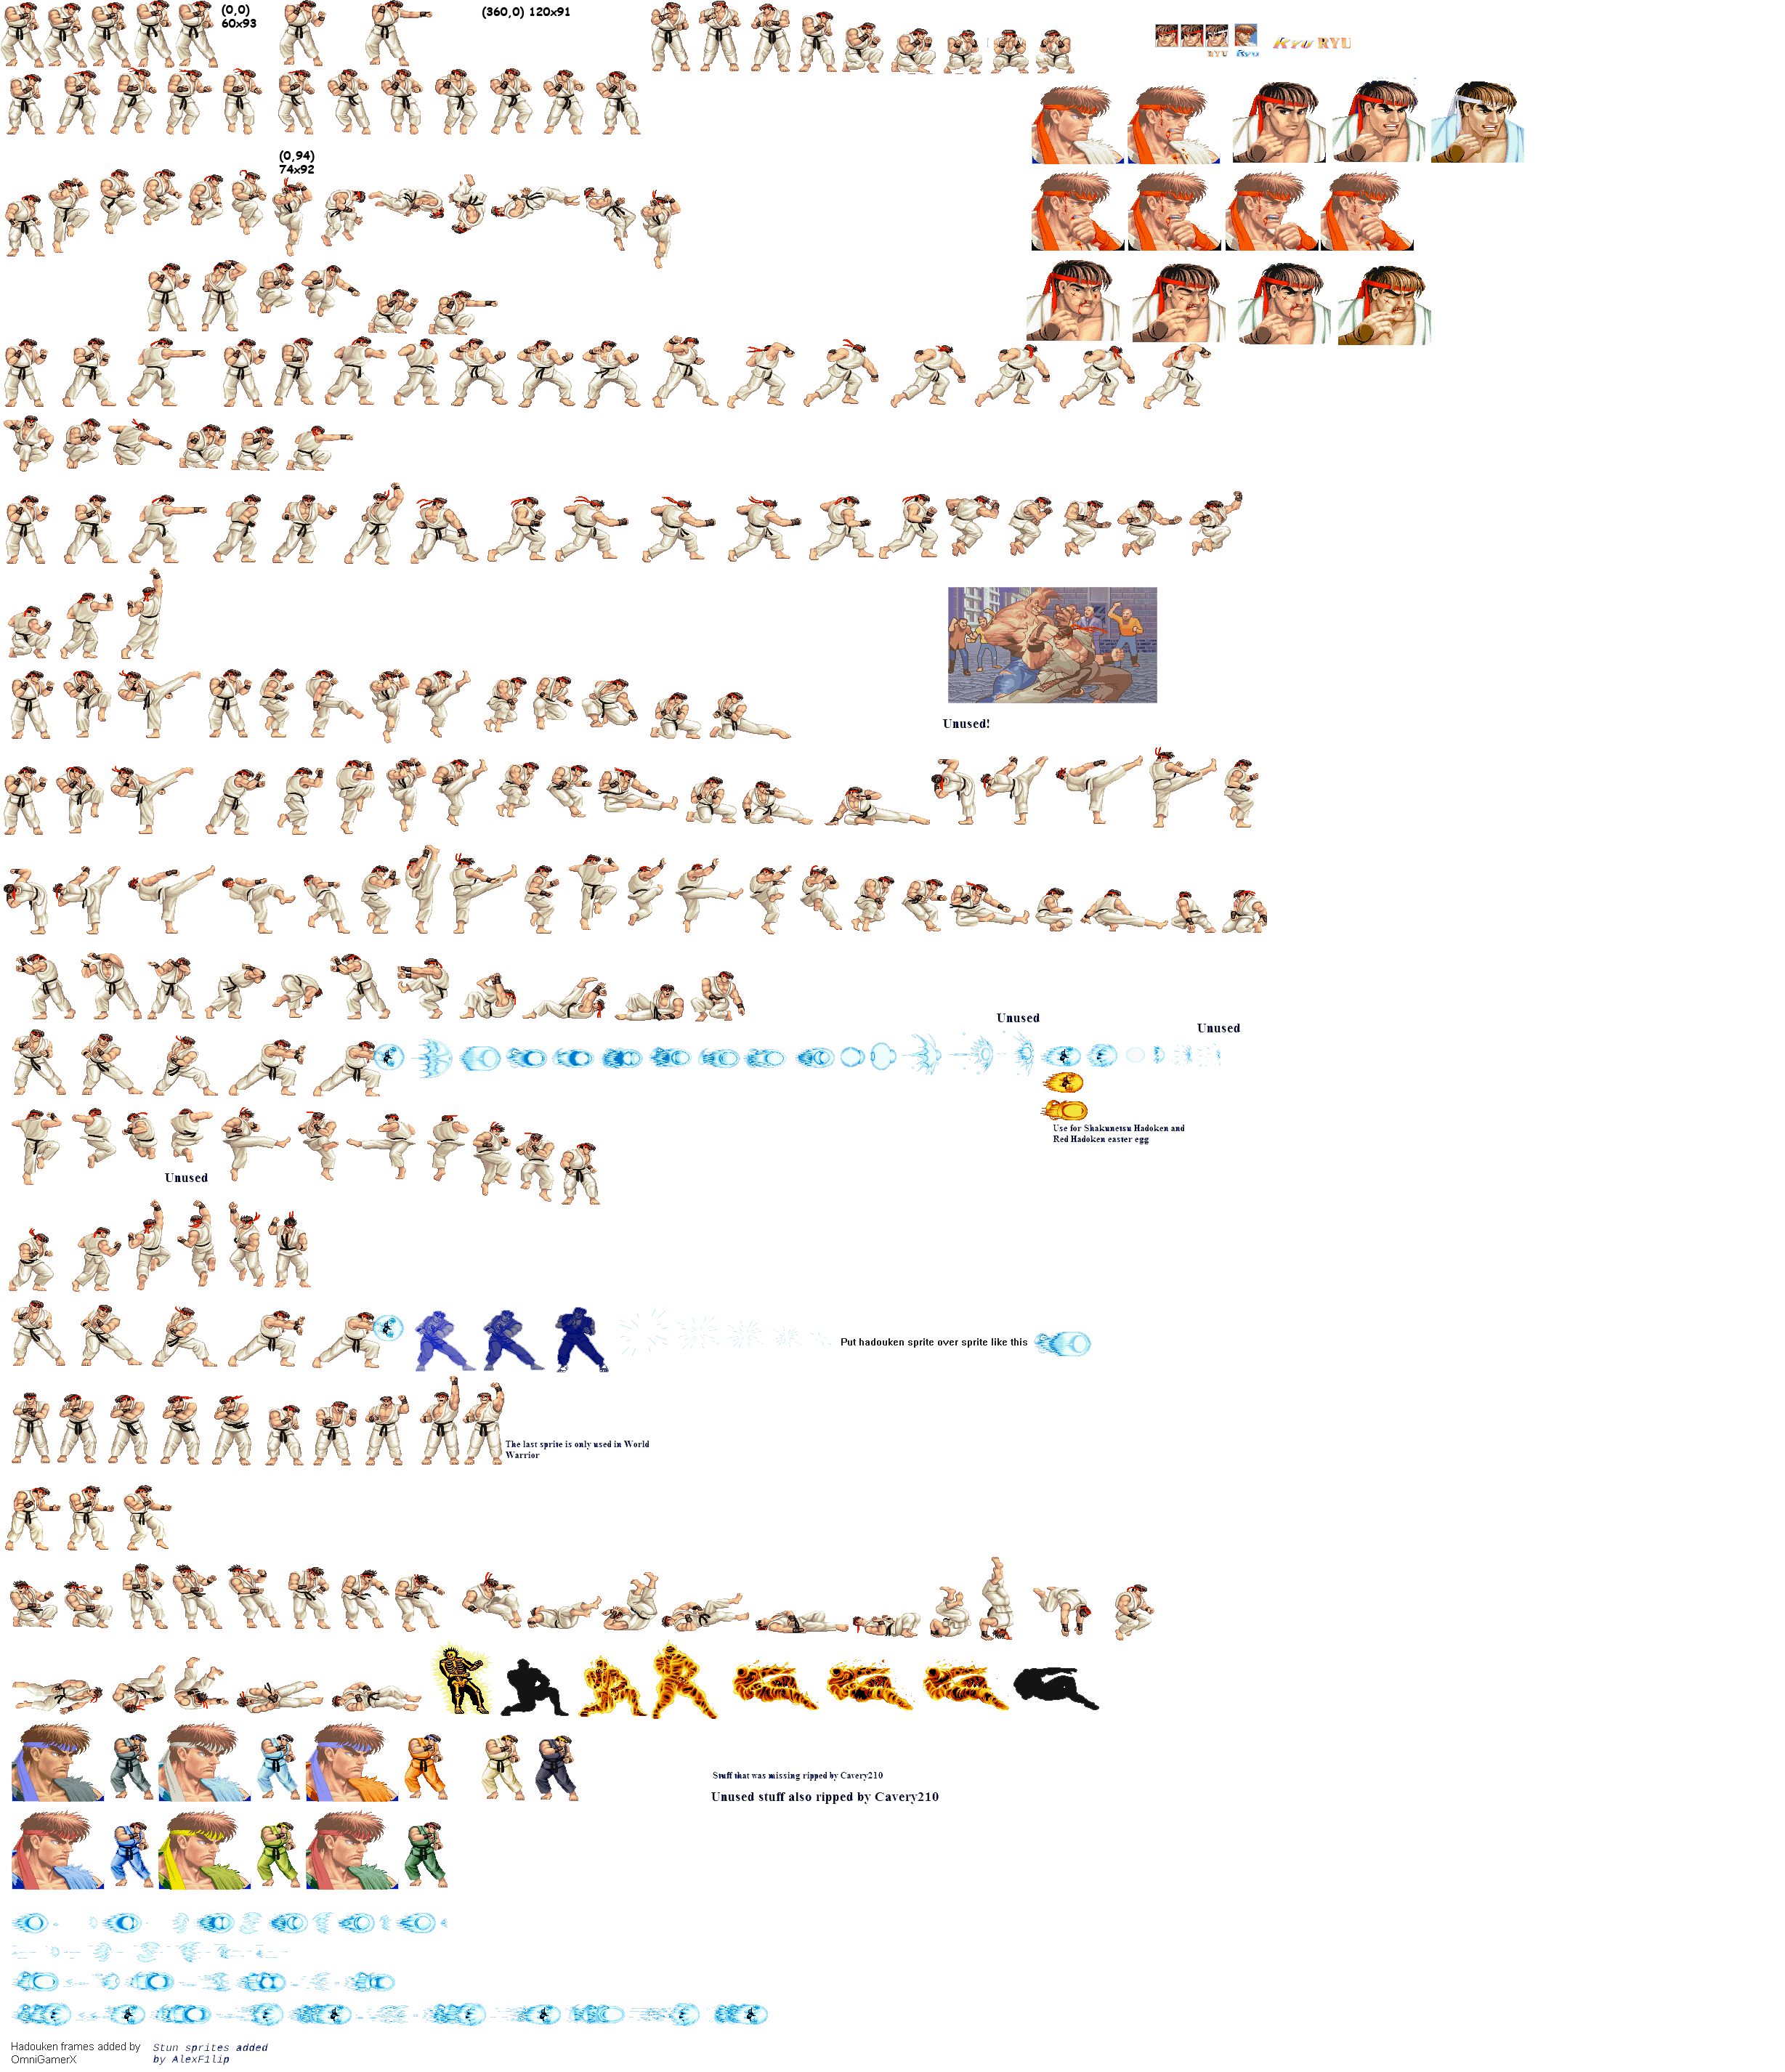 (0,0)
60x93
(360,0) 120x91
RYU
Ryu
Ryu RYU
(0,94)
74x92
Unused!
Unused
Unused
Use for Shakunetsu Hadoken and
Red Hadoken easter egg
Unused
Put hadouken sprite over sprite like this
The last sprite is only used in World
Warrior
Stuff that was missing ripped by Cavery210
Unused stuff also ripped by Cavery210
Hadouken frames added by
OmniGamerX
Stun sprites added
by AlexF1lip